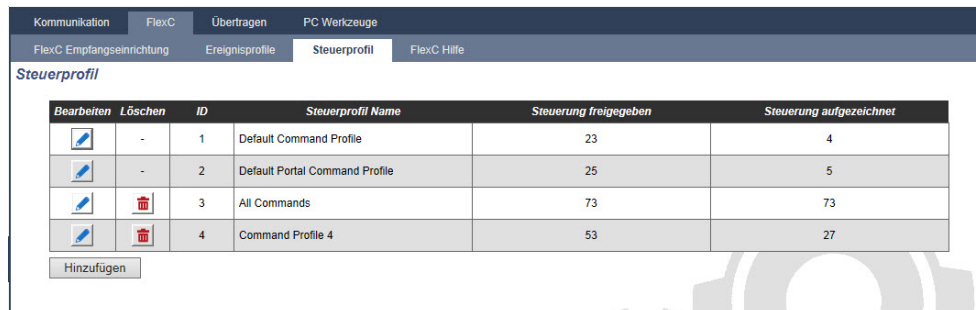 Kommunikation FlexC Übertragen PC Werkzeuge
FlexC Empfangseinrichtung Ereignisprofile Steuerprofil FlexC Hilfe
Steuerprofil
Bearbeiten Löschen ID Steuerprofil Name Steuerung freigegeben Steuerung aufgezeichnet
- 1 Default Command Profile 23 4
- 2 Default Portal Command Profile 25 5
3 All Commands 73 73
4 Command Profile 4 53 27
Hinzufügen